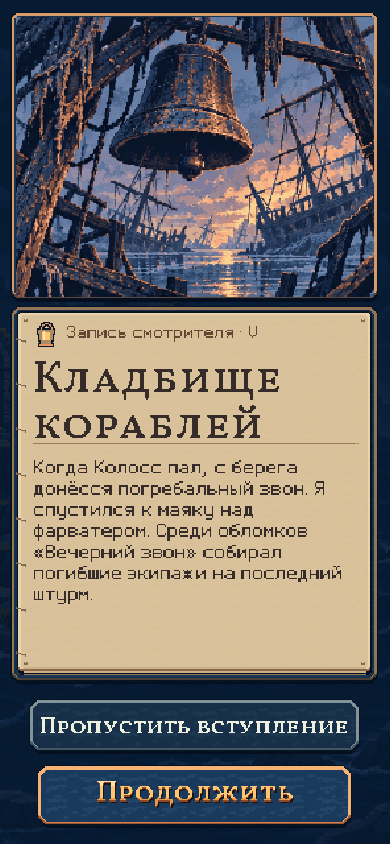 Запись смотрителя · V
Кладбище
кораблей
Когда Колосс пал, с берега
донёсся погребальный звон. Я
спустился к маяку над
фарватером. Среди обломков
«Вечерний звон» собирал
погибшие экипажи на последний
штурм.
Пропустить вступление
Продолжить